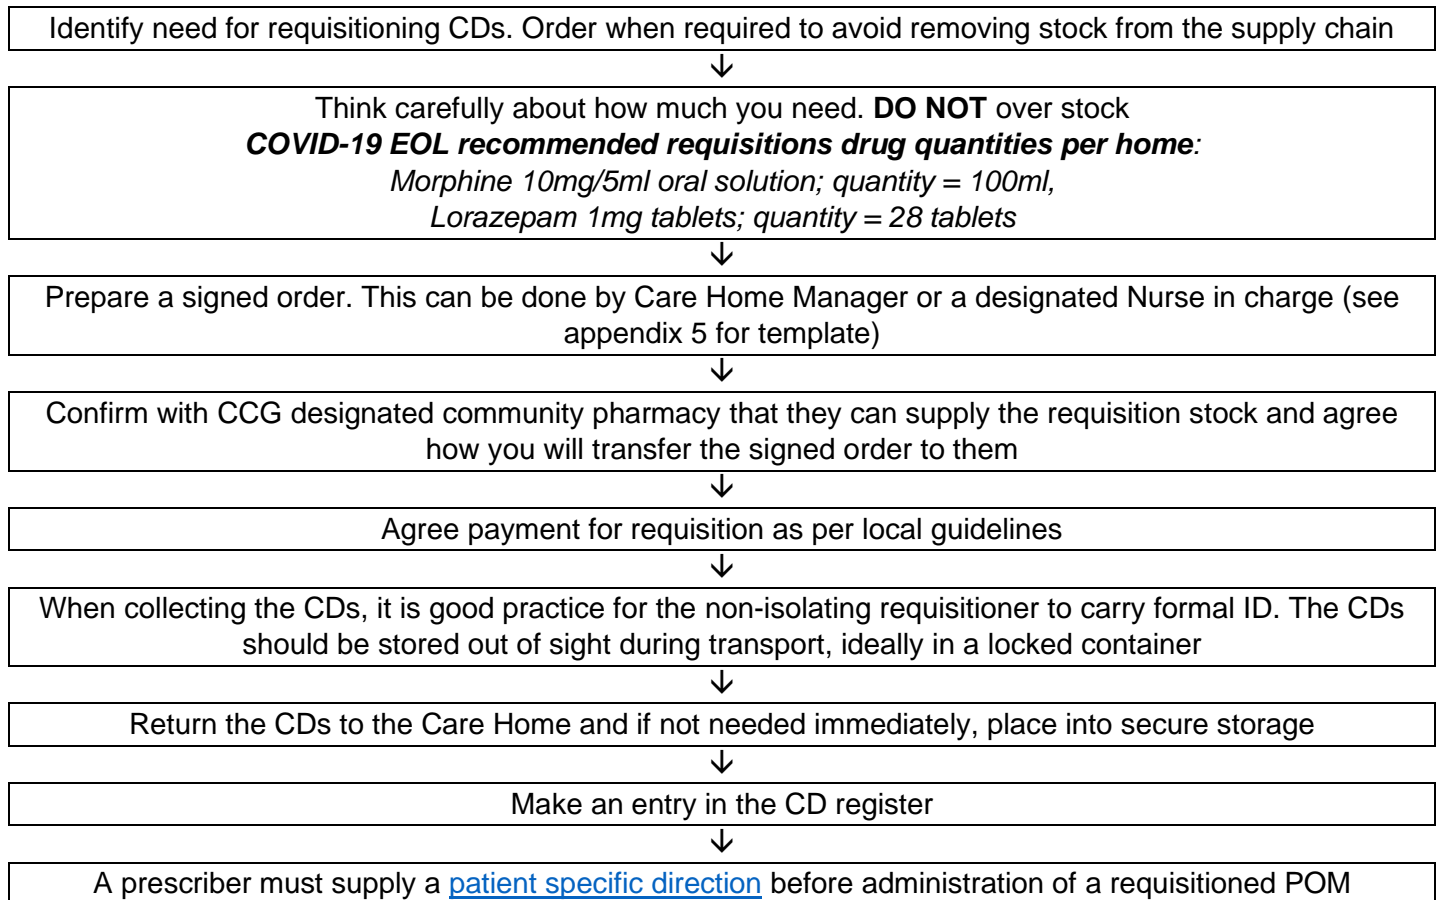 Identify need for requisitioning CDs. Order when required to avoid removing stock from the supply chain
Think carefully about how much you need. DO NOT over stock
COVID-19 EOL recommended requisitions drug quantities per home:
Morphine 10mg/5ml oral solution; quantity = 100ml,
Lorazepam 1mg tablets; quantity = 28 tablets
Prepare a signed order. This can be done by Care Home Manager or a designated Nurse in charge (see
appendix 5 for template)
Confirm with CCG designated community pharmacy that they can supply the requisition stock and agree
how you will transfer the signed order to them
Agree payment for requisition as per local guidelines
When collecting the CDs, it is good practice for the non-isolating requisitioner to carry formal ID. The CDs
should be stored out of sight during transport, ideally in a locked container
Return the CDs to the Care Home and if not needed immediately, place into secure storage
Make an entry in the CD register
A prescriber must supply a patient specific direction before administration of a requisitioned POM